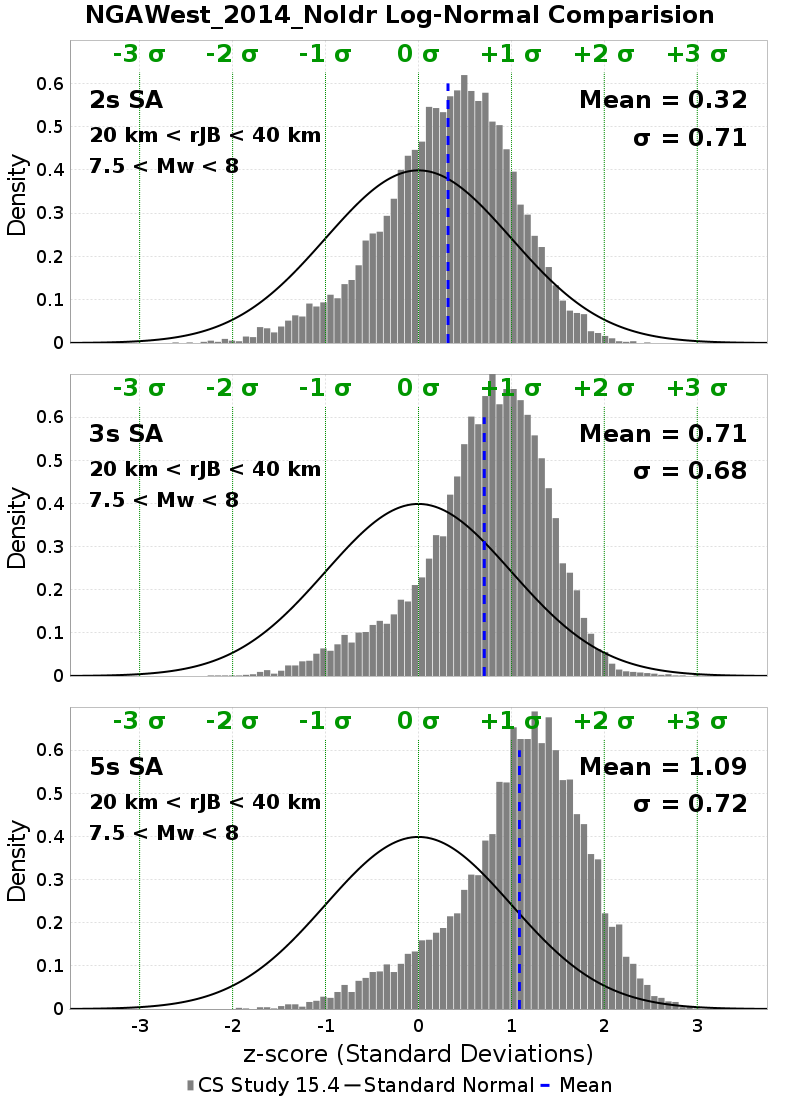 NGAWest_2014_NoIdr Log-Normal Comparision
-3 σ -2 σ -1 σ 0 σ +1 σ +2 σ +3 σ
2s SA Mean = 0.32
20 km < rJB < 40 km σ = 0.71
7.5 < Mw < 8
0.6
0.5
0.4
0.3
0.2
0.1
0
Density
-3 σ -2 σ -1 σ 0 σ +1 σ +2 σ +3 σ
3s SA Mean = 0.71
20 km < rJB < 40 km σ = 0.68
7.5 < Mw < 8
0.6
0.5
0.4
0.3
0.2
0.1
0
Density
-3 σ -2 σ -1 σ 0 σ +1 σ +2 σ +3 σ
5s SA Mean = 1.09
20 km < rJB < 40 km σ = 0.72
7.5 < Mw < 8
0.6
0.5
0.4
0.3
0.2
0.1
0
Density
-3 -2 -1 0 1 2 3
z-score (Standard Deviations)
CS Study 15.4 Standard Normal Mean